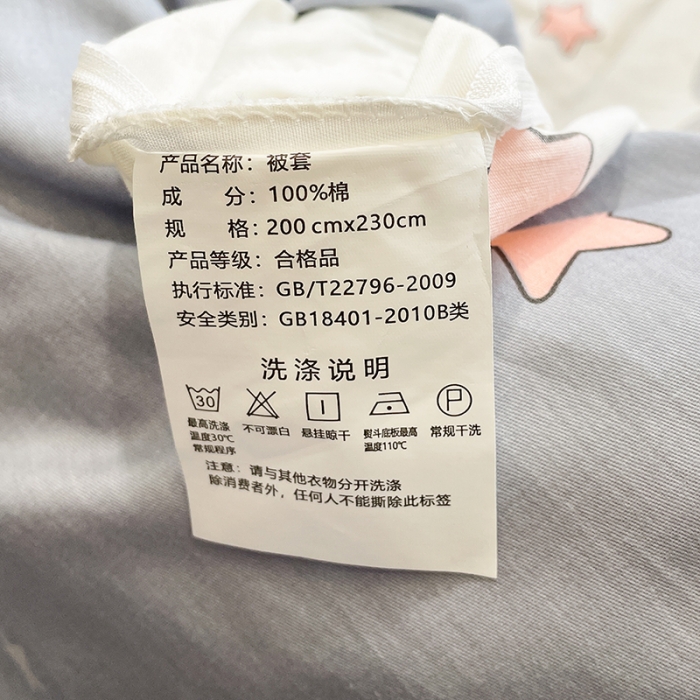 产品名称：被套
成 分：100%棉
规 格：200 cmx230cm
产品等级：合格品
执行标准：GB/T22796-2009
安全类别：GB18401-2010B类
洗涤说明
30
P
最高洗涤温度30℃常规程序
不可漂白
悬挂晾干
熨斗底板最高温度110℃
常规干洗
注意：请与其他衣物分开洗涤
除消费者外，任何人不能撕除此标签